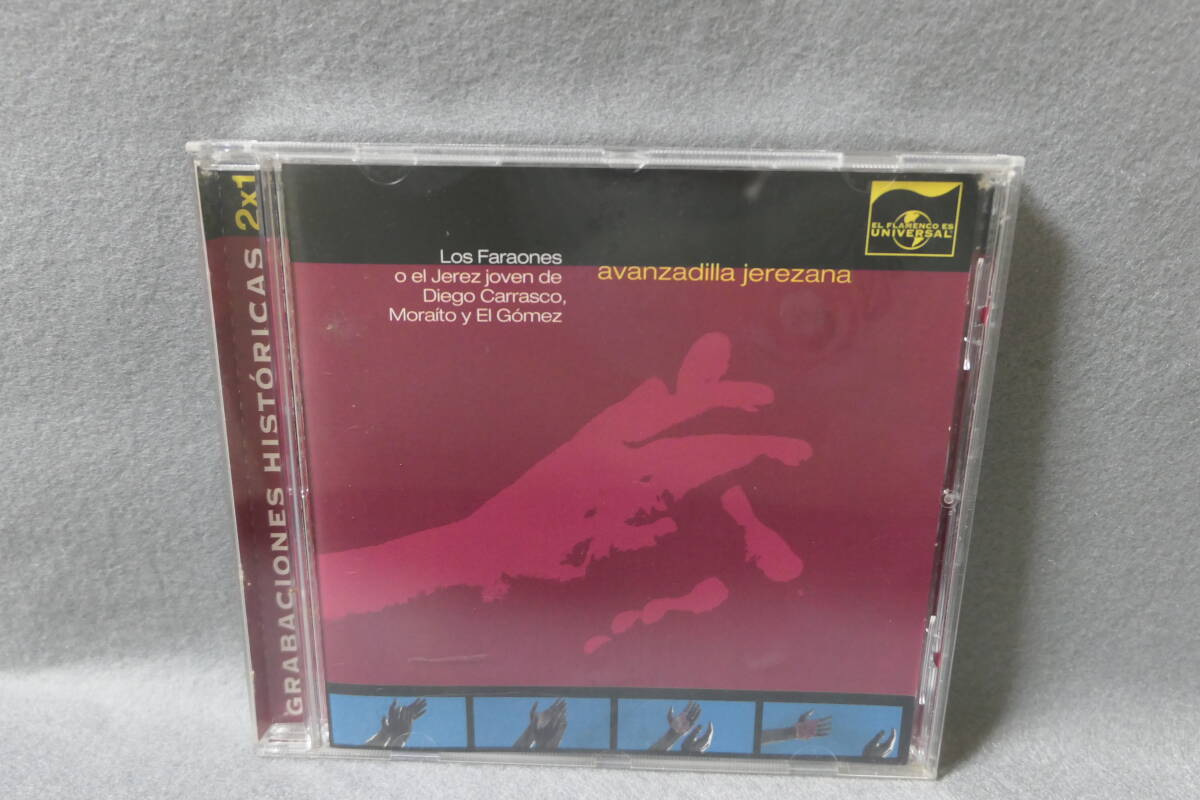 GRABACIONES HISTÓRICAS 2x1
Los Faraones
o el Jerez joven de
Diego Carrasco,
Moraíto y El Gómez
avanzadilla jerezana
EL FLAMENCO ES
UNIVERSAL